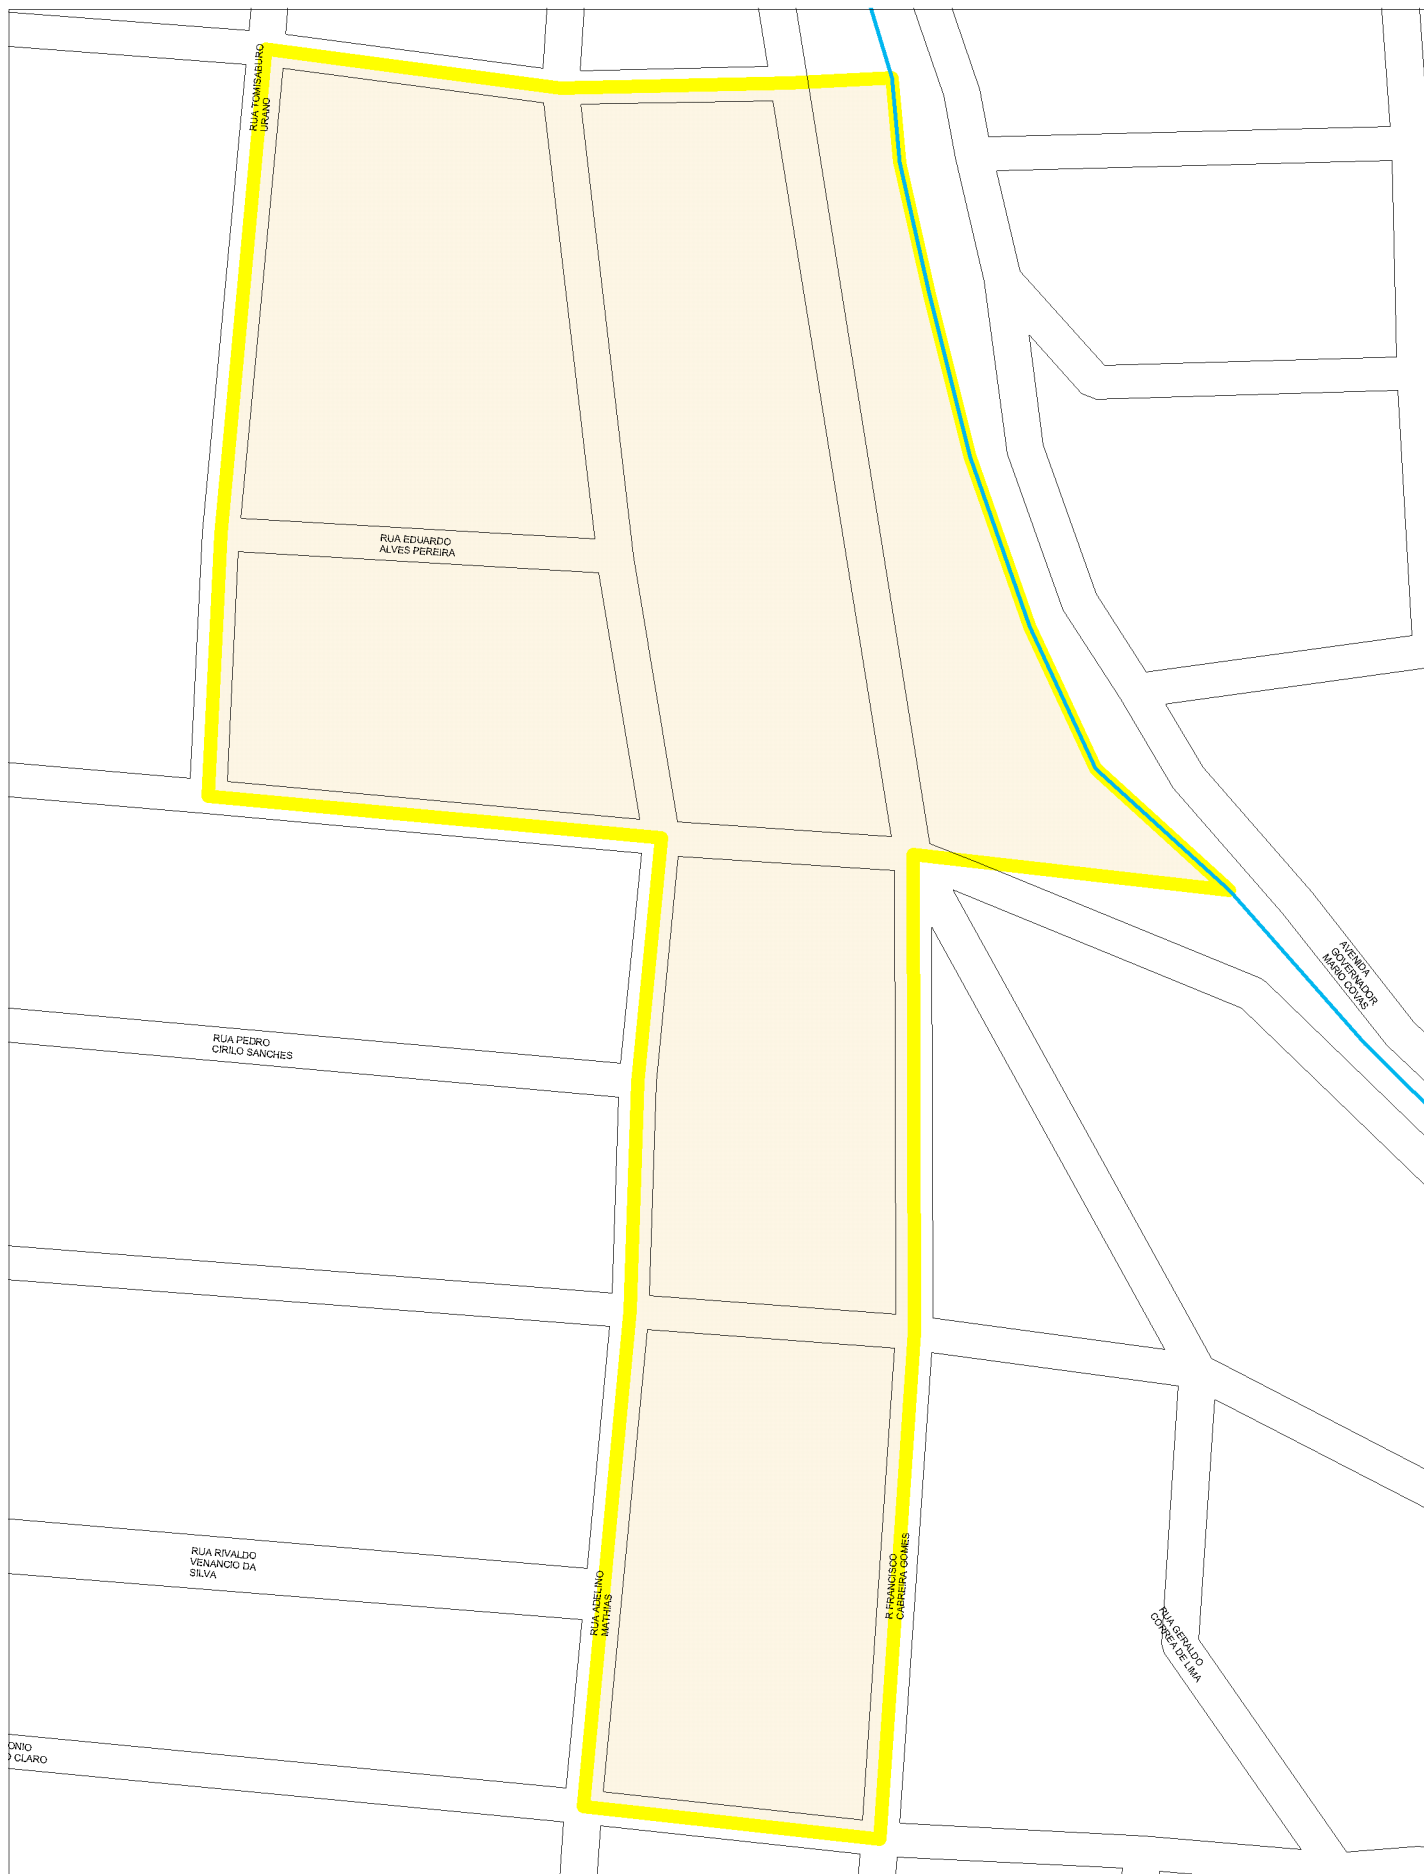 RUA TOMISABURO
URANO
RUA EDUARDO
ALVES PEREIRA
AVENIDA
GOVERNADOR
MARIO COVAS
RUA PEDRO
CIRILO SANCHES
RUA RIVALDO
VENANCIO DA
SILVA
RUA ADELINO
MATHIAS
R FRANCISCO
CABREIRA GOMES
RUA GERALDO
CORREA DE LIMA
ONIO
O CLARO